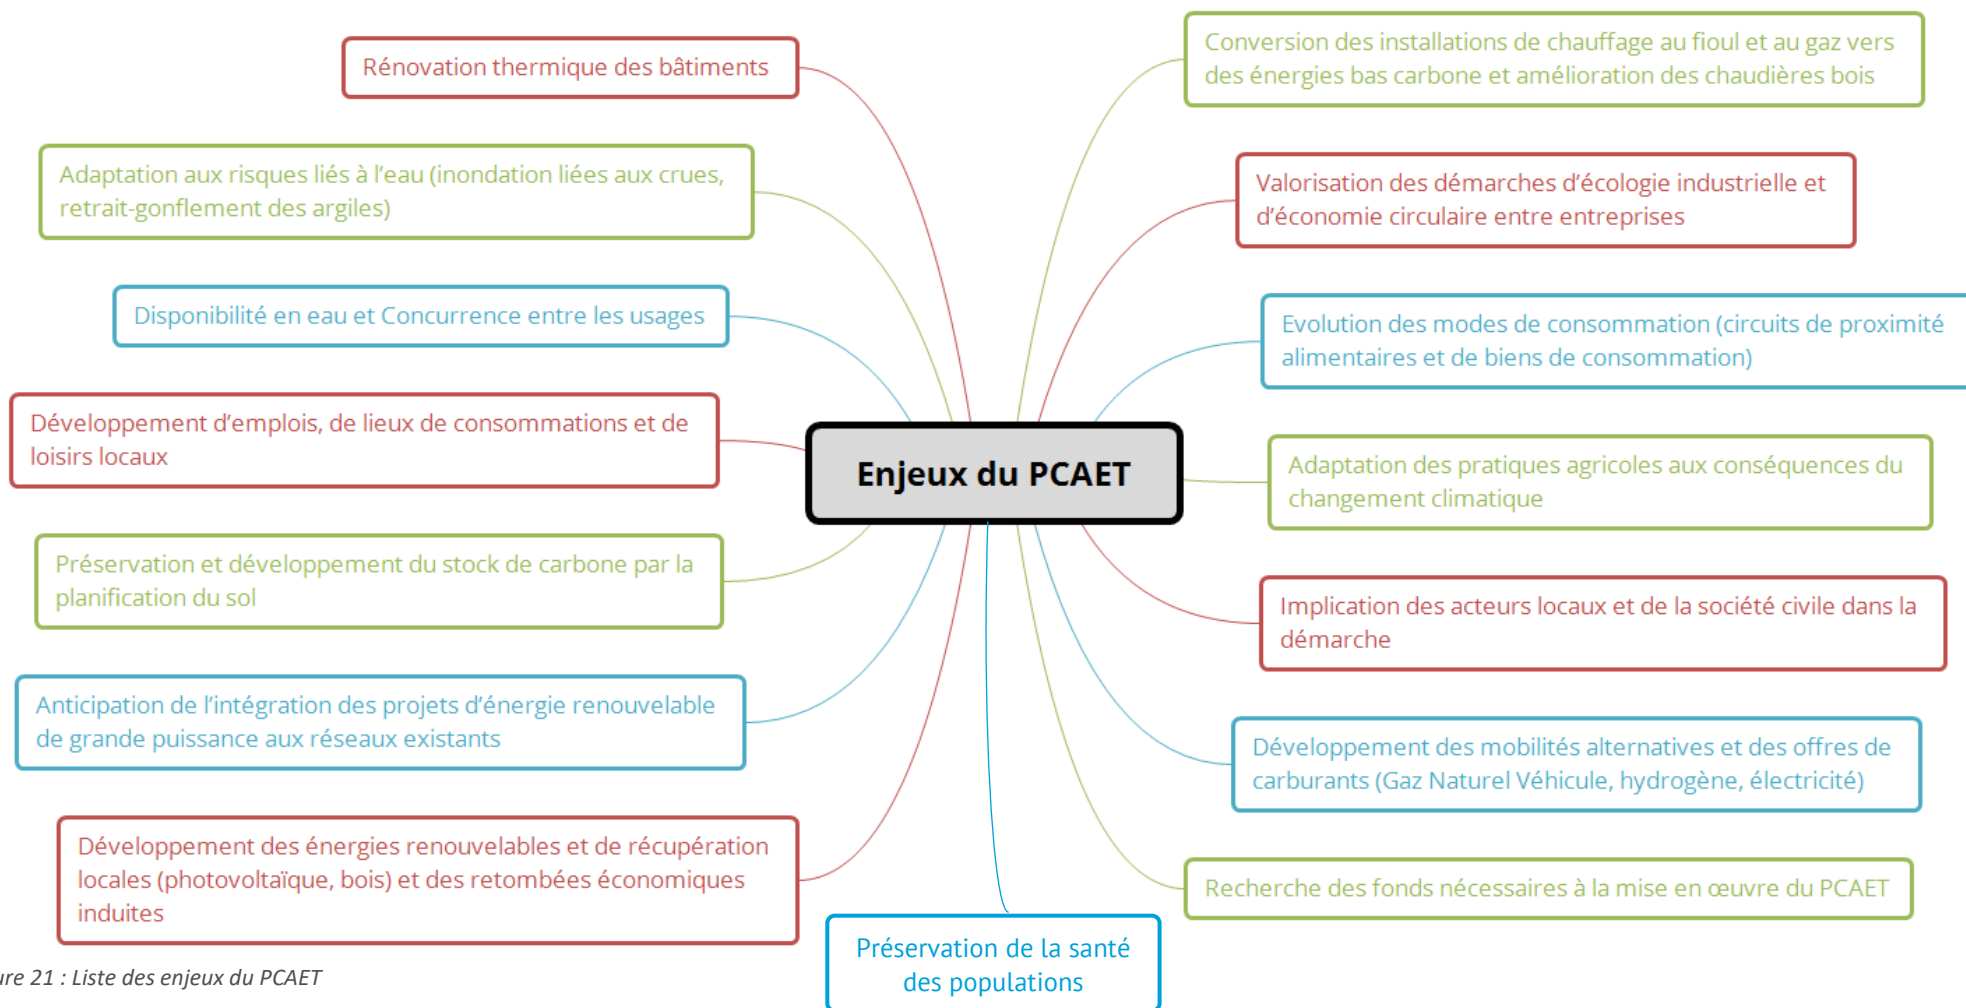 Rénovation thermique des bâtiments
Adaptation aux risques liés à l'eau (inondation liées aux crues,
retrait-gonflement des argiles)
Disponibilité en eau et Concurrence entre les usages
Développement d'emplois, de lieux de consommations et de
loisirs locaux
Préservation et développement du stock de carbone par la
planification du sol
Anticipation de l'intégration des projets d'énergie renouvelable
de grande puissance aux réseaux existants
Développement des énergies renouvelables et de récupération
locales (photovoltaïque, bois) et des retombées économiques
induites
Enjeux du PCAET
Conversion des installations de chauffage au fioul et au gaz vers
des énergies bas carbone et amélioration des chaudières bois
Valorisation des démarches d'écologie industrielle et
d'économie circulaire entre entreprises
Evolution des modes de consommation (circuits de proximité
alimentaires et de biens de consommation)
Adaptation des pratiques agricoles aux conséquences du
changement climatique
Implication des acteurs locaux et de la société civile dans la
démarche
Développement des mobilités alternatives et des offres de
carburants (Gaz Naturel Véhicule, hydrogène, électricité)
Recherche des fonds nécessaires à la mise en œuvre du PCAET
Préservation de la santé
des populations
ure 21 : Liste des enjeux du PCAET